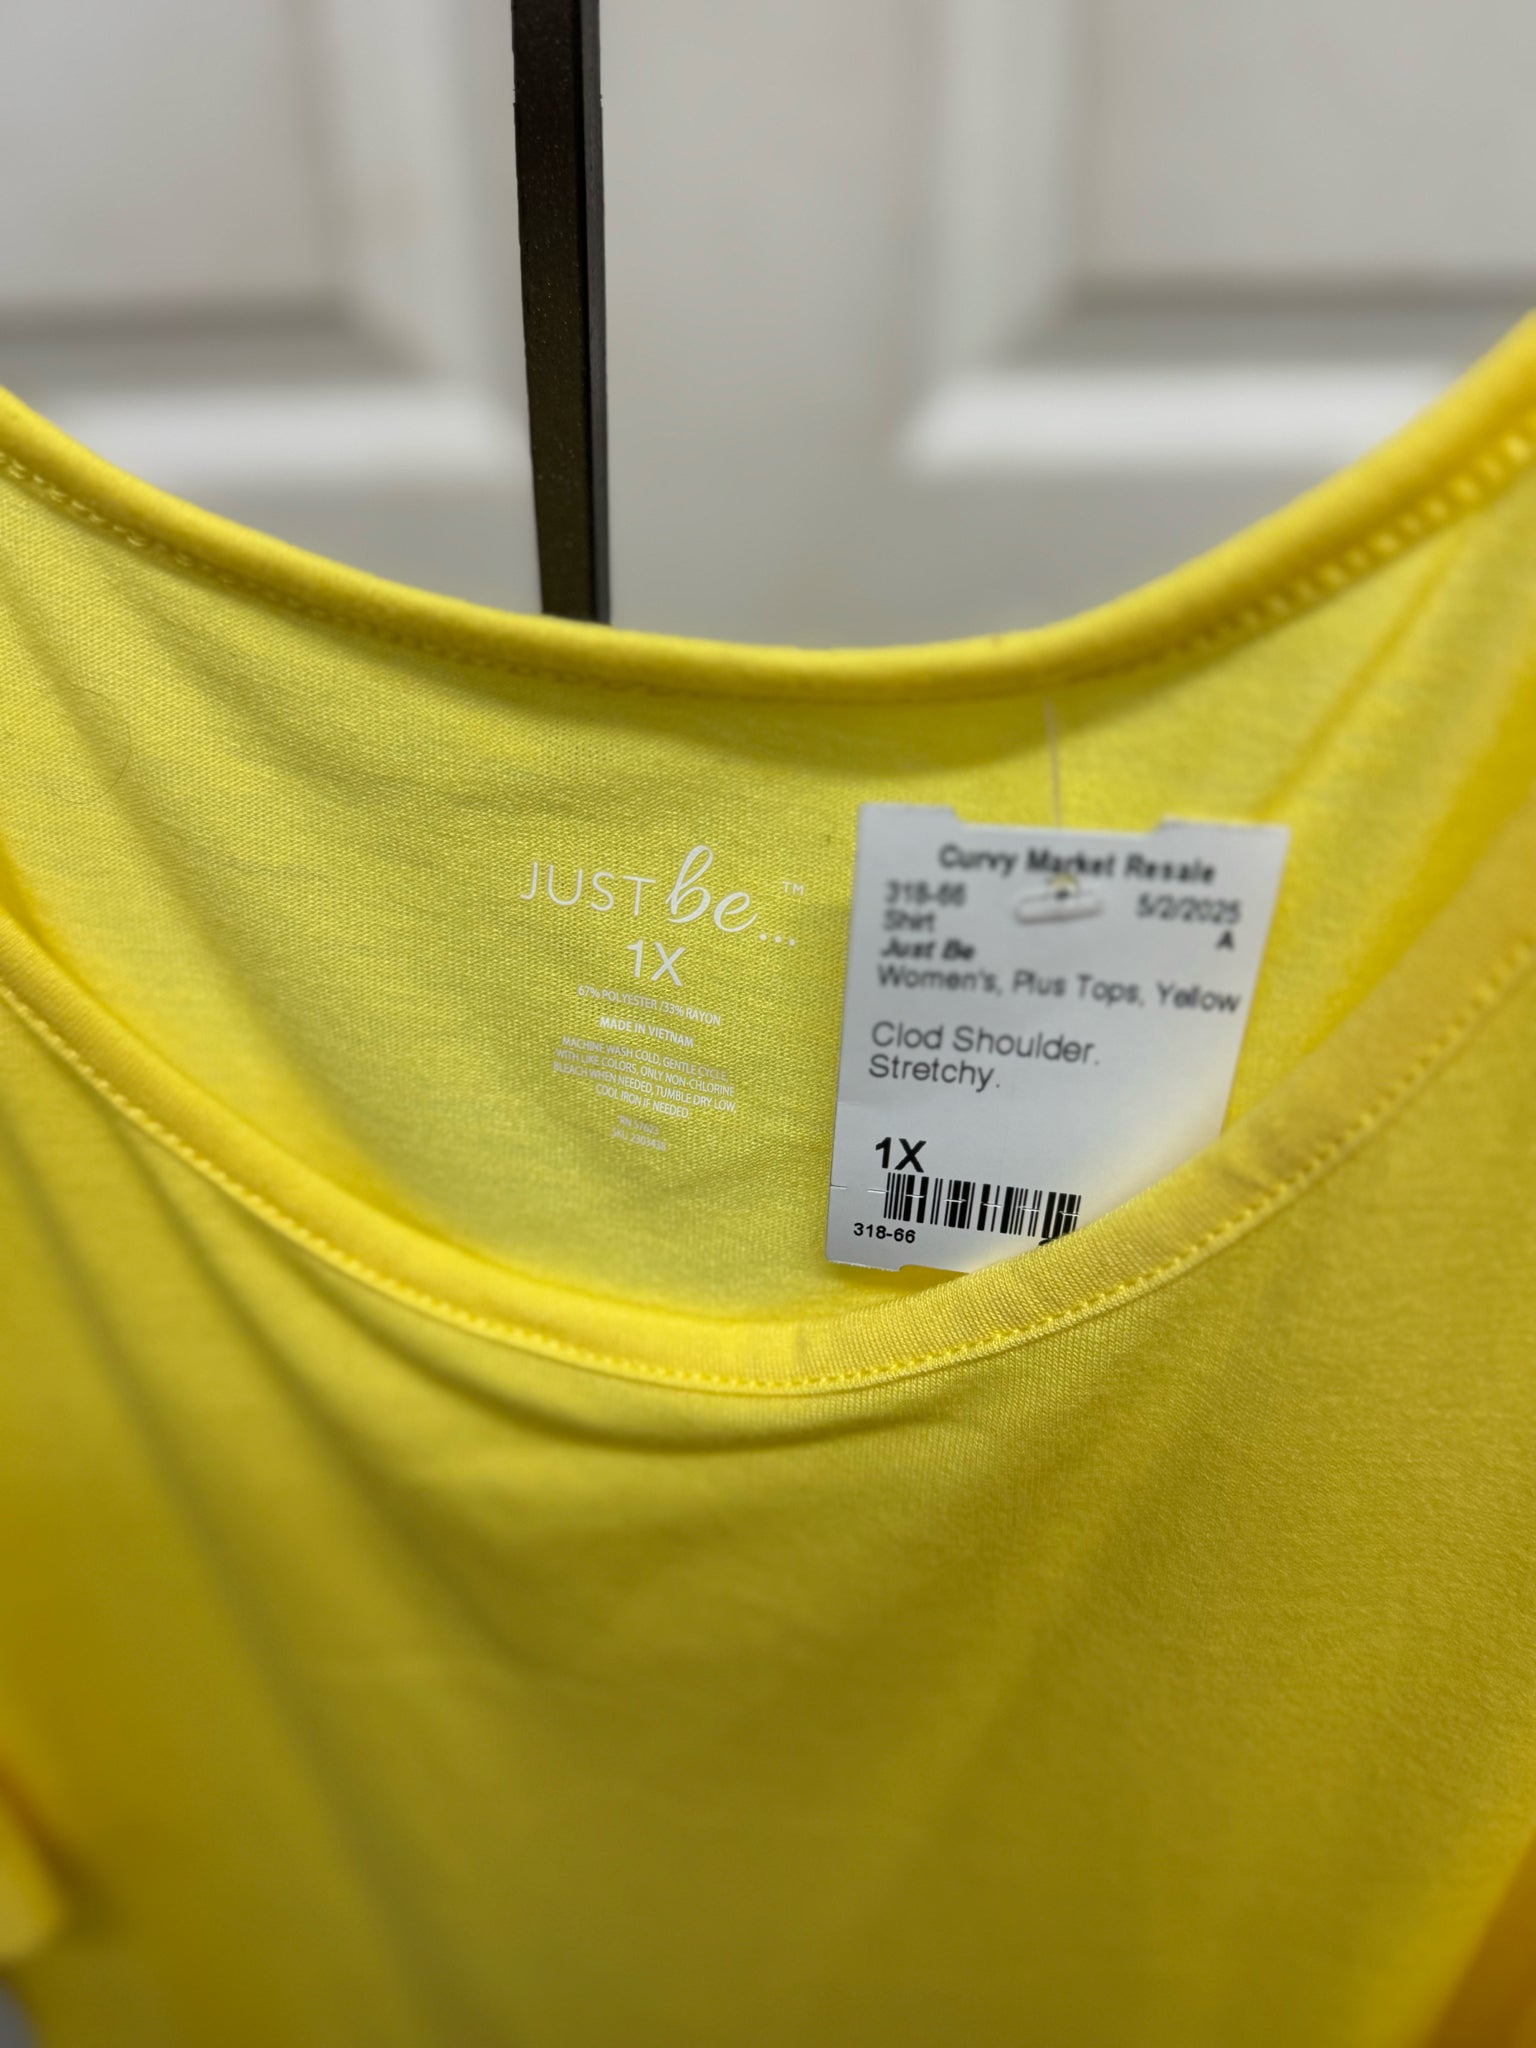 JUST be...™
1X
67% POLYESTER /33% RAYON
MADE IN VIETNAM
MACHINE WASH COLD, GENTLE CYCLE
WITH LIKE COLORS, ONLY NON-CHLORINE
BLEACH WHEN NEEDED, TUMBLE DRY LOW,
COOL IRON IF NEEDED.
Curvy Market Resale
318-66 5/2/2025
Shirt A
Just Be
Women's, Plus Tops, Yellow
Clod Shoulder.
Stretchy.
1X
318-66